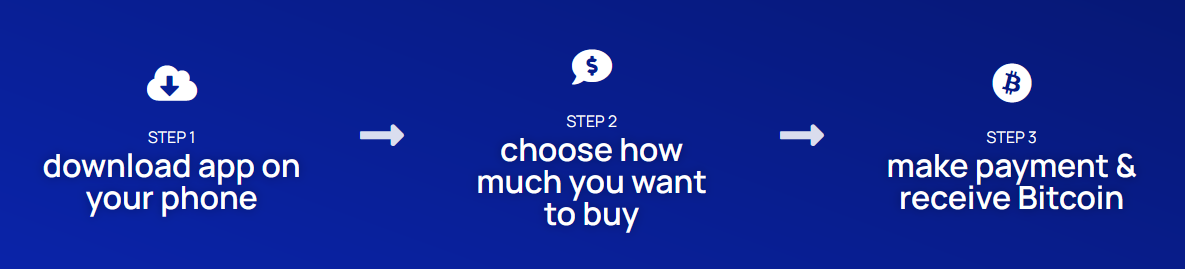 STEP 1
download app on
your phone
STEP 2
choose how
much you want
to buy
STEP 3
make payment &
receive Bitcoin